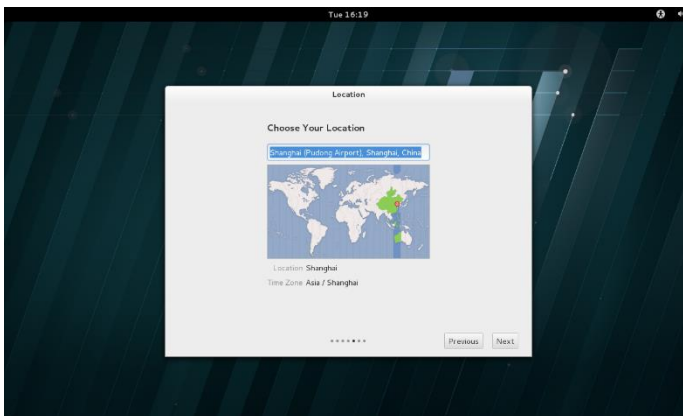 Tue 16:19
Location
Choose Your Location
Shanghai (Pudong Airport), Shanghai, China
Location Shanghai
Time Zone Asia / Shanghai
Previous Next